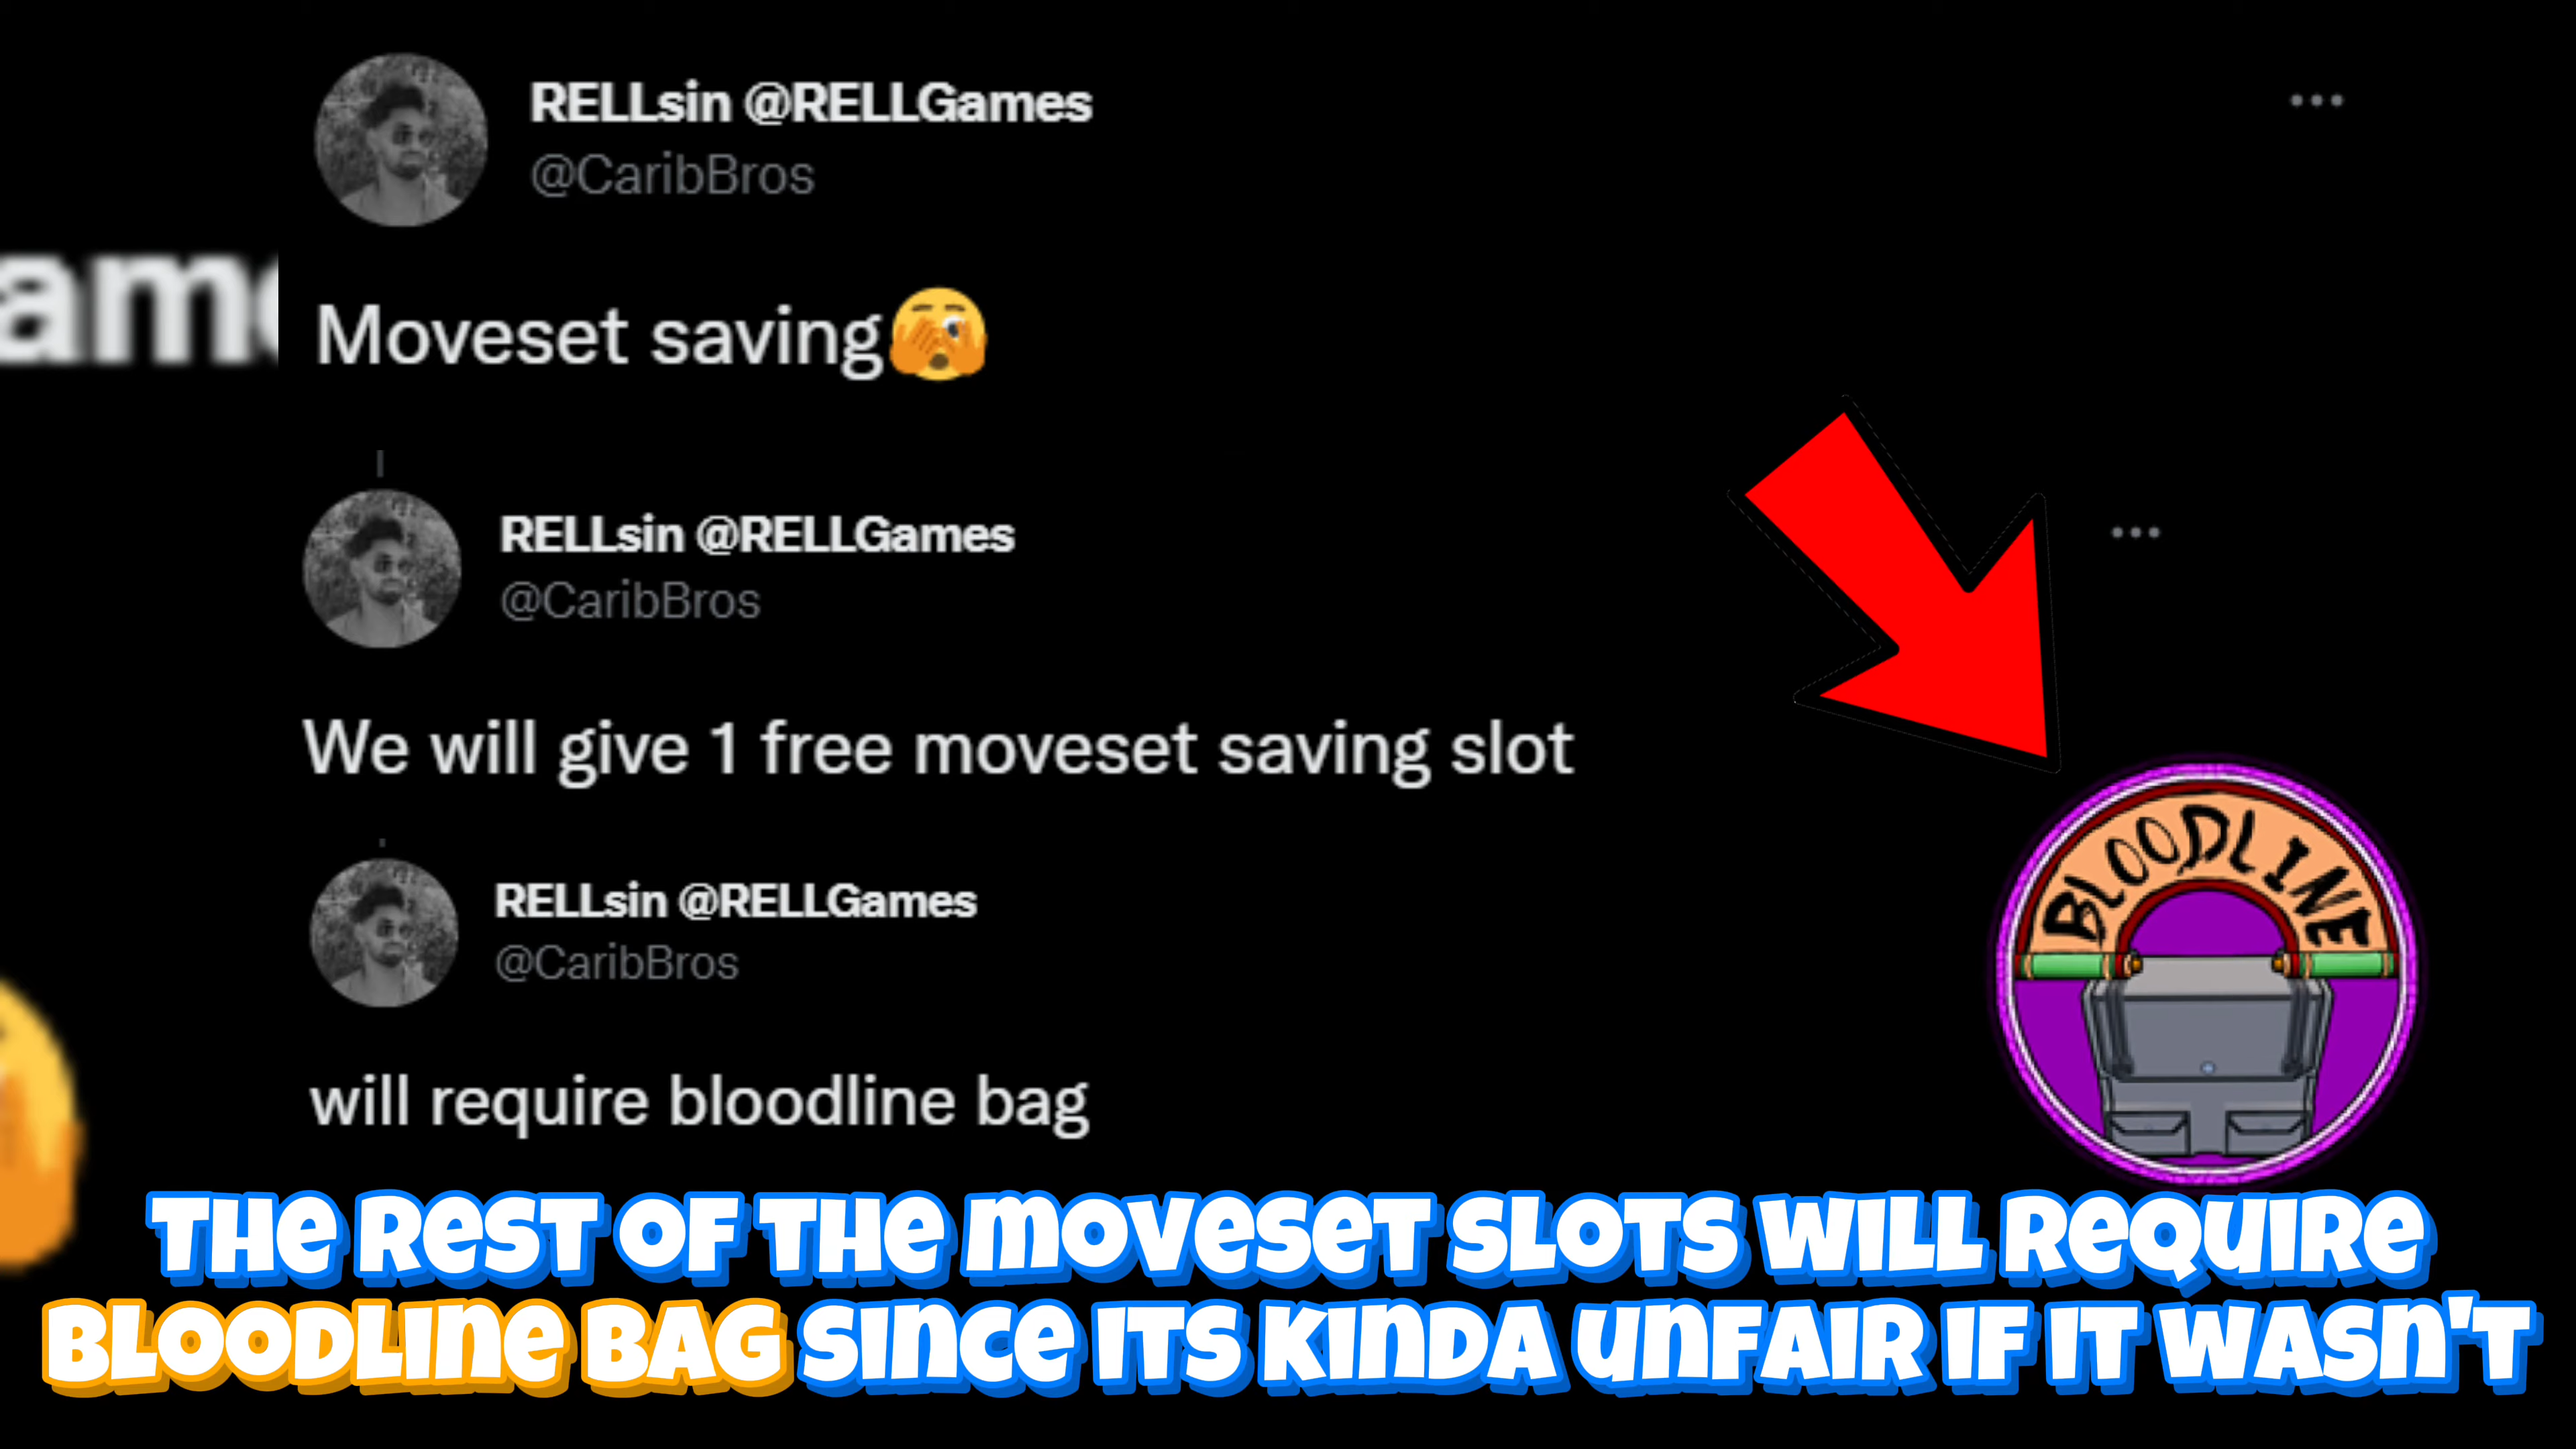 RELLsin @RELLGames
@CaribBros
ame
Moveset saving🫣
RELLsin @RELLGames
@CaribBros
We will give 1 free moveset saving slot
RELLsin @RELLGames
@CaribBros
BLOODLINE
will require bloodline bag
THE REST OF THE MOVESET SLOTS WILL REQUIRE
BLOODLINE BAG SINCE ITS KINDA UNFAIR IF IT WASN'T